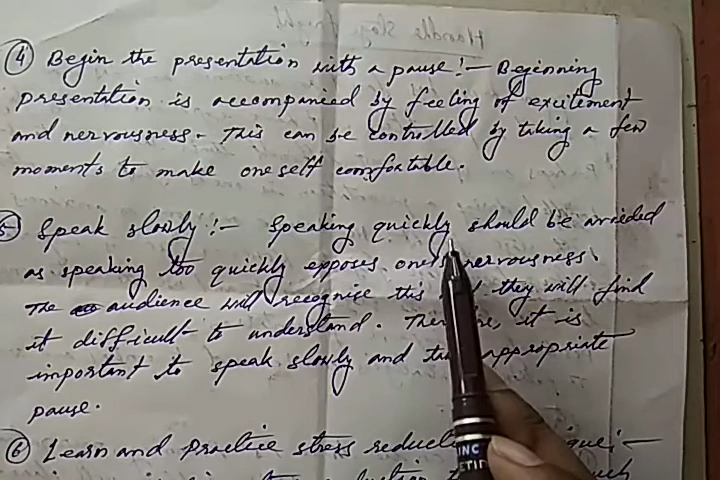 Handle Stage fright
④ Begin the presentation with a pause!— Beginning
presentation is accompanied by feeling of excitement
and nervousness. This can be controlled by taking a few
moments to make oneself comfortable.
5 Speak slowly!— Speaking quickly should be avoided
as speaking too quickly opposes one's nervousness.
The audience will recognise this they will find
it difficult to understand. it is
important to speak slowly and appropriate
pause.
⑥ Learn and Practice stress
INC